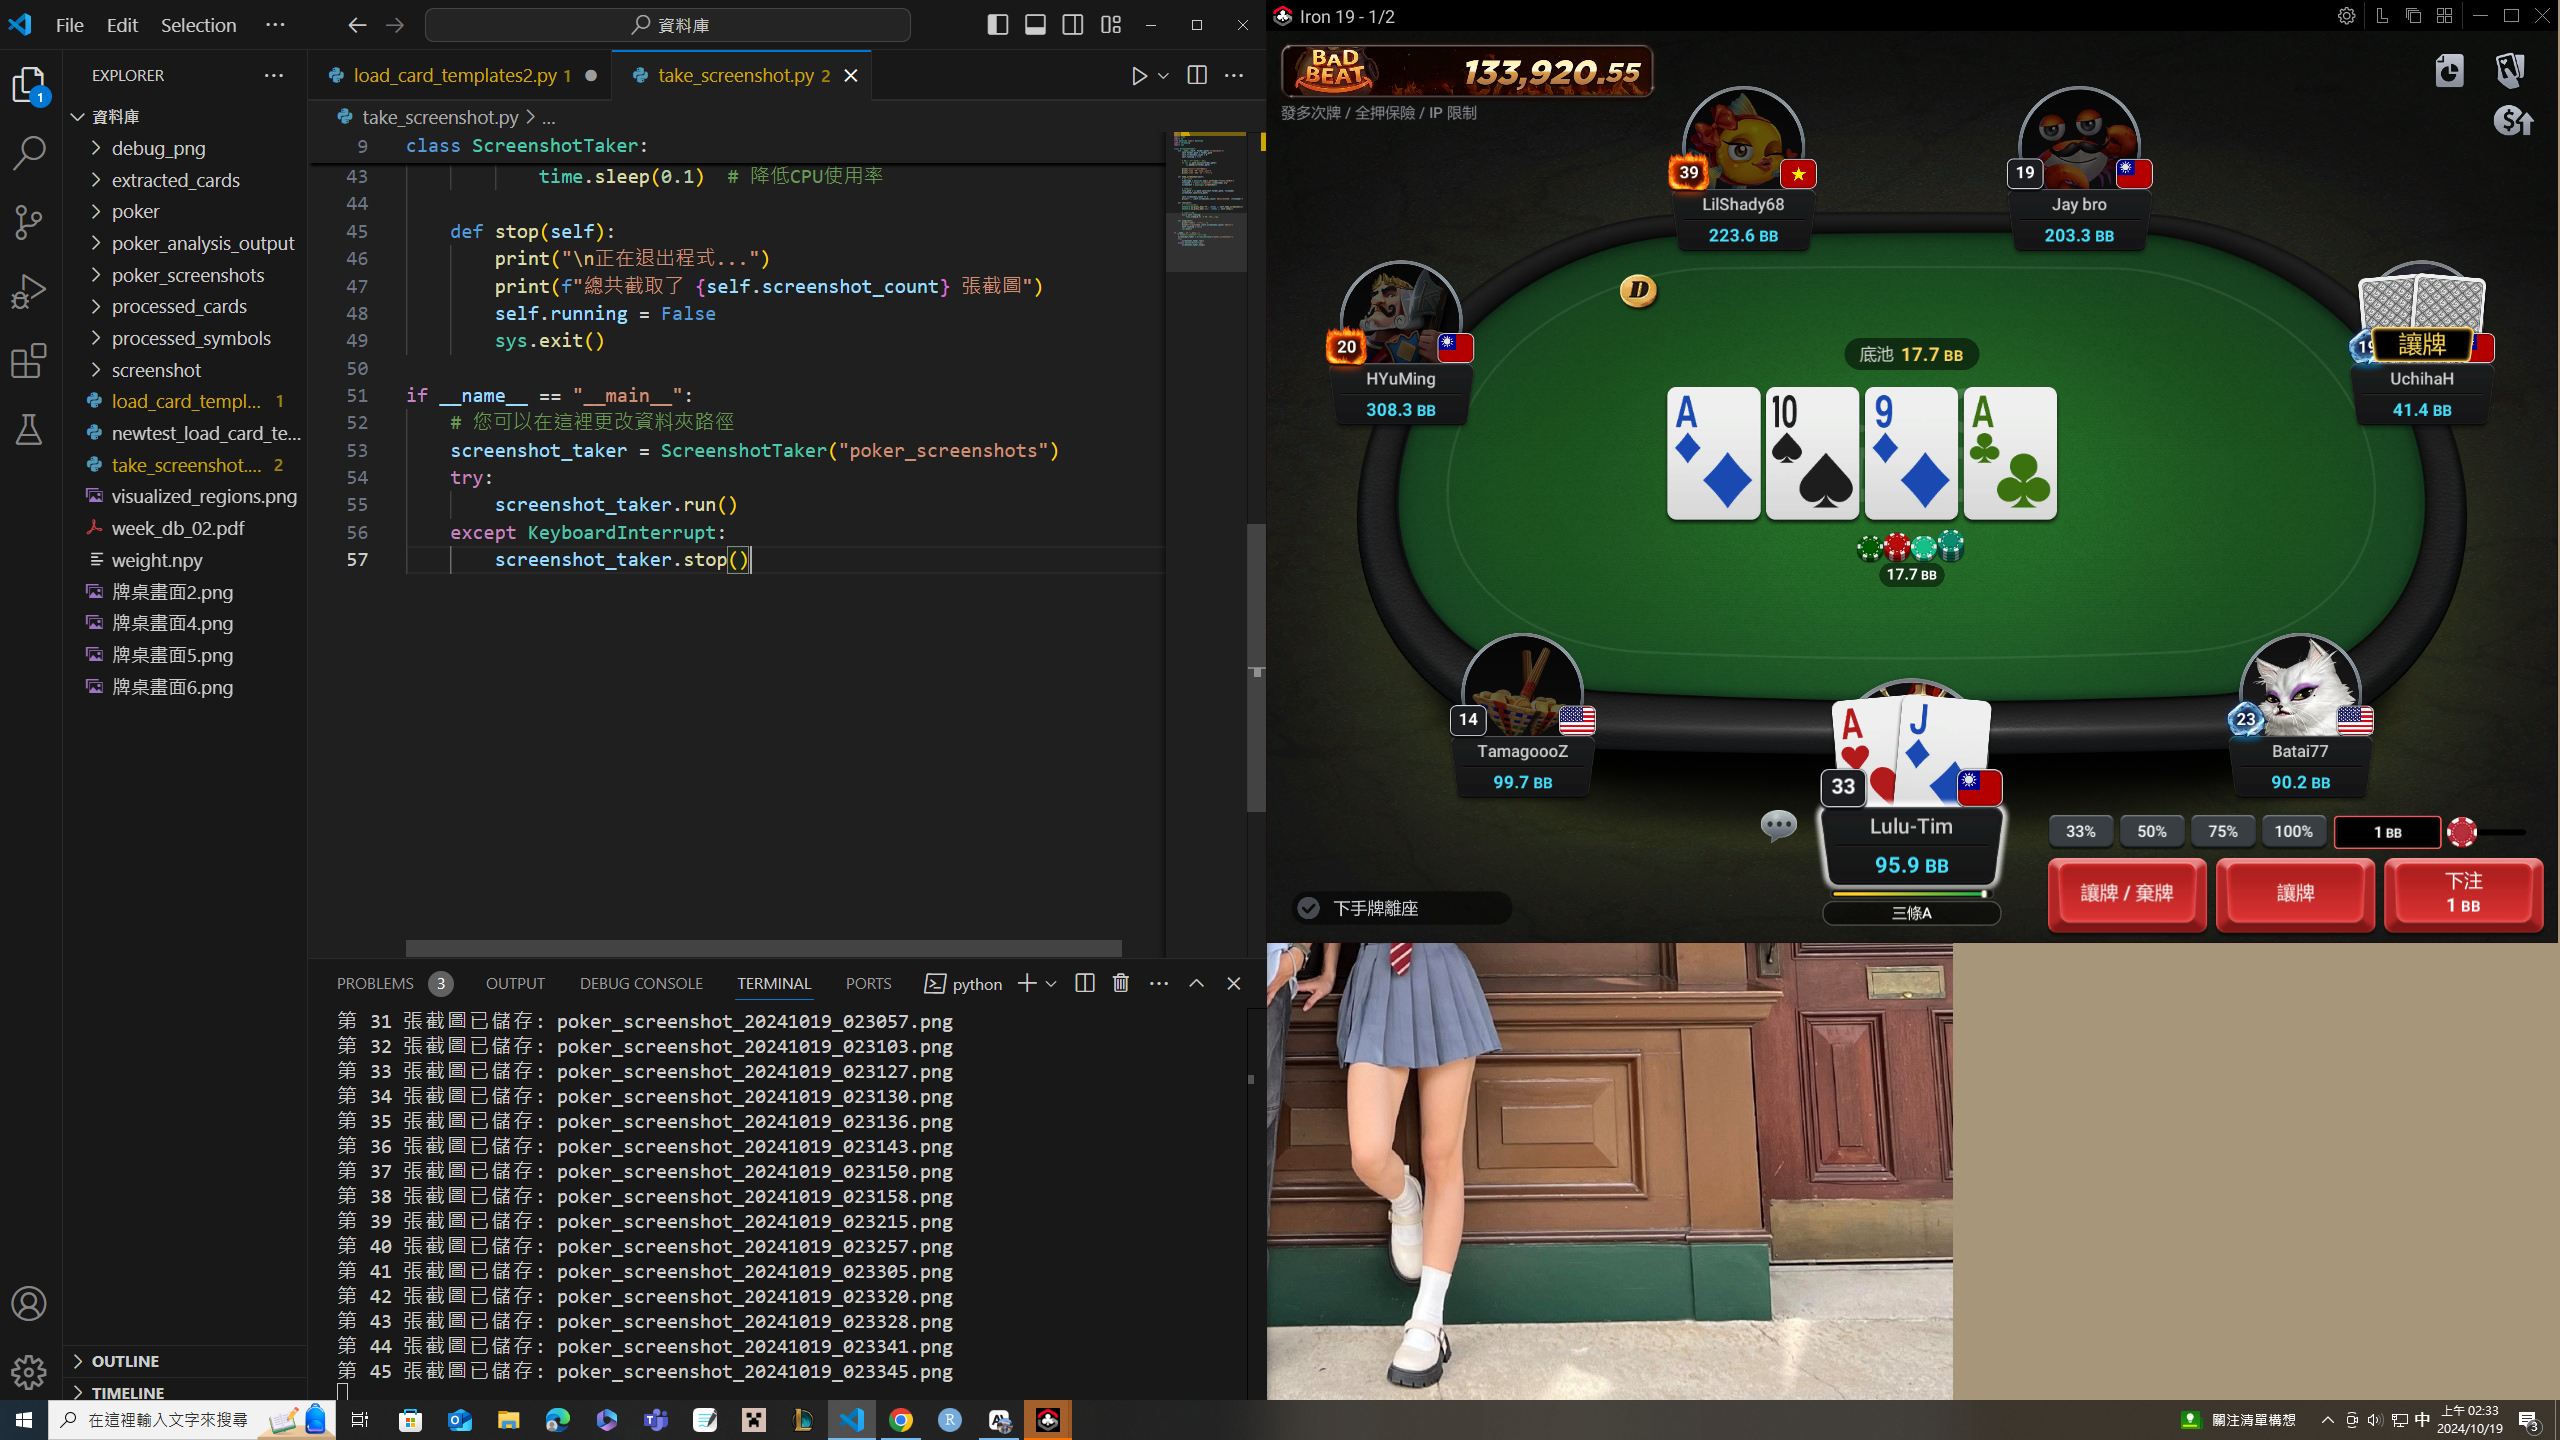 File Edit Selection ···
資料庫
EXPLORER ···
資料庫
debug_png
extracted_cards
poker
poker_analysis_output
poker_screenshots
processed_cards
processed_symbols
screenshot
load_card_templ... 1
newtest_load_card_te...
take_screenshot.... 2
visualized_regions.png
week_db_02.pdf
weight.npy
牌桌畫面2.png
牌桌畫面4.png
牌桌畫面5.png
牌桌畫面6.png
OUTLINE
TIMELINE
1
load_card_templates2.py 1
take_screenshot.py 2
take_screenshot.py > ...
9 class ScreenshotTaker:
43 time.sleep(0.1) # 降低CPU使用率
44
45 def stop(self):
46 print("\n正在退出程式...")
47 print(f"總共截取了 {self.screenshot_count} 張截圖")
48 self.running = False
49 sys.exit()
50
51 if __name__ == "__main__":
52 # 您可以在這裡更改資料夾路徑
53 screenshot_taker = ScreenshotTaker("poker_screenshots")
54 try:
55 screenshot_taker.run()
56 except KeyboardInterrupt:
57 screenshot_taker.stop()
PROBLEMS 3 OUTPUT DEBUG CONSOLE TERMINAL PORTS python
第 31 張截圖已儲存: poker_screenshot_20241019_023057.png
第 32 張截圖已儲存: poker_screenshot_20241019_023103.png
第 33 張截圖已儲存: poker_screenshot_20241019_023127.png
第 34 張截圖已儲存: poker_screenshot_20241019_023130.png
第 35 張截圖已儲存: poker_screenshot_20241019_023136.png
第 36 張截圖已儲存: poker_screenshot_20241019_023143.png
第 37 張截圖已儲存: poker_screenshot_20241019_023150.png
第 38 張截圖已儲存: poker_screenshot_20241019_023158.png
第 39 張截圖已儲存: poker_screenshot_20241019_023215.png
第 40 張截圖已儲存: poker_screenshot_20241019_023257.png
第 41 張截圖已儲存: poker_screenshot_20241019_023305.png
第 42 張截圖已儲存: poker_screenshot_20241019_023320.png
第 43 張截圖已儲存: poker_screenshot_20241019_023328.png
第 44 張截圖已儲存: poker_screenshot_20241019_023341.png
第 45 張截圖已儲存: poker_screenshot_20241019_023345.png
Iron 19 - 1/2
BAD BEAT 133,920.55
發多次牌 / 全押保險 / IP 限制
39
LilShady68
223.6 BB
19
Jay bro
203.3 BB
20
HYuMing
308.3 BB
D
讓牌
UchihaH
41.4 BB
底池 17.7 BB
A 10 9 A
17.7 BB
14
TamagoooZ
99.7 BB
23
Batai77
90.2 BB
A J
33
Lulu-Tim
95.9 BB
三條A
33% 50% 75% 100% 1 BB
讓牌 / 棄牌
讓牌
下注
1 BB
下手牌離座
在這裡輸入文字來搜尋
關注清單構想
中
上午 02:33
2024/10/19
3